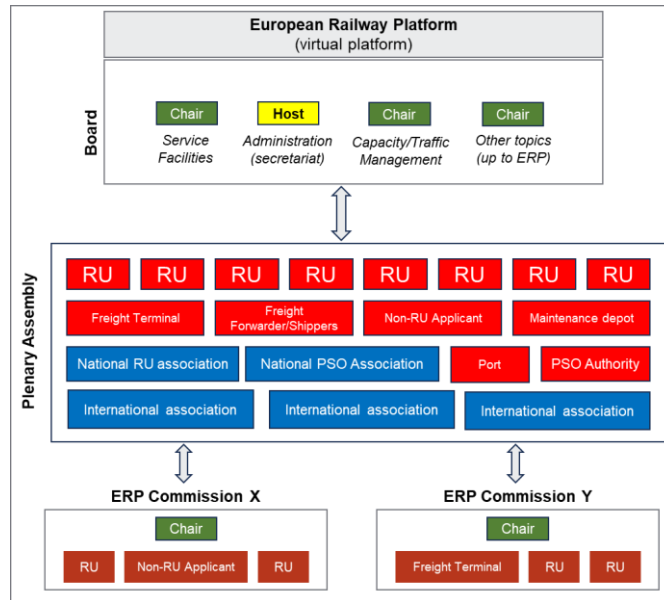 European Railway Platform
(virtual platform)
Board
Chair
Host
Chair
Chair
Service
Facilities
Administration
(secretariat)
Capacity/Traffic
Management
Other topics
(up to ERP)
Plenary Assembly
RU RU RU RU RU RU RU RU
Freight Terminal
Freight
Forwarder/Shippers
Non-RU Applicant
Maintenance depot
National RU association
National PSO Association
Port
PSO Authority
International association
International association
International association
ERP Commission X
Chair
RU
Non-RU Applicant
RU
ERP Commission Y
Chair
Freight Terminal
RU
RU